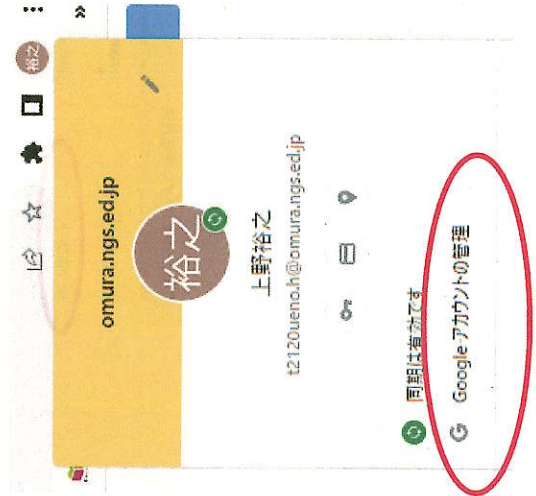 裕之
omura.ngs.ed.jp
裕之
上野裕之
t2120ueno.h@omura.ngs.ed.jp
同期は有効です
Google アカウントの管理